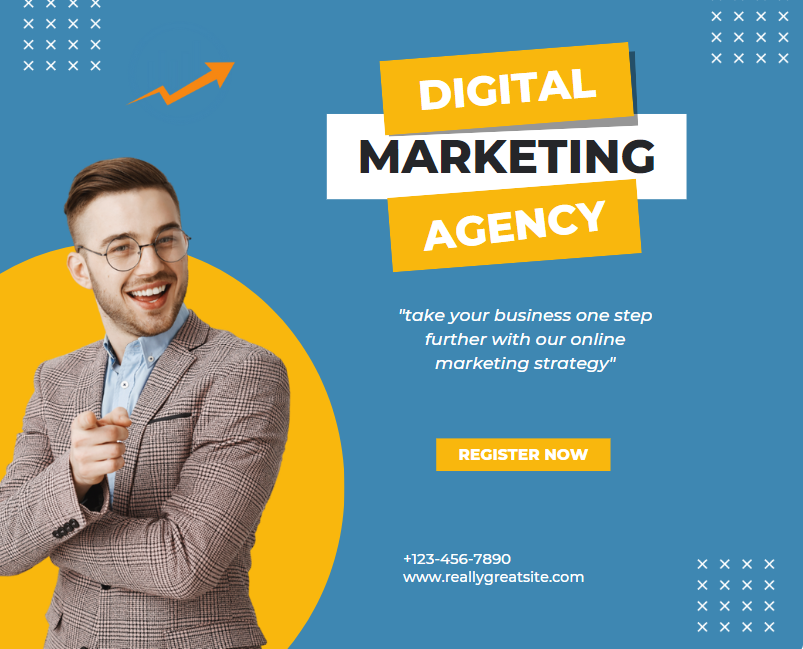 DIGITAL
MARKETING
AGENCY
"take your business one step
further with our online
marketing strategy"
REGISTER NOW
+123-456-7890
www.reallygreatsite.com